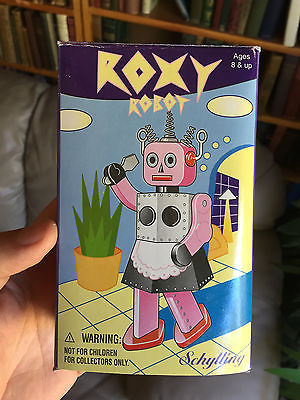 ROXY
ROBOT
Ages
8 & up
⚠ WARNING:
NOT FOR CHILDREN
FOR COLLECTORS ONLY
Schylling